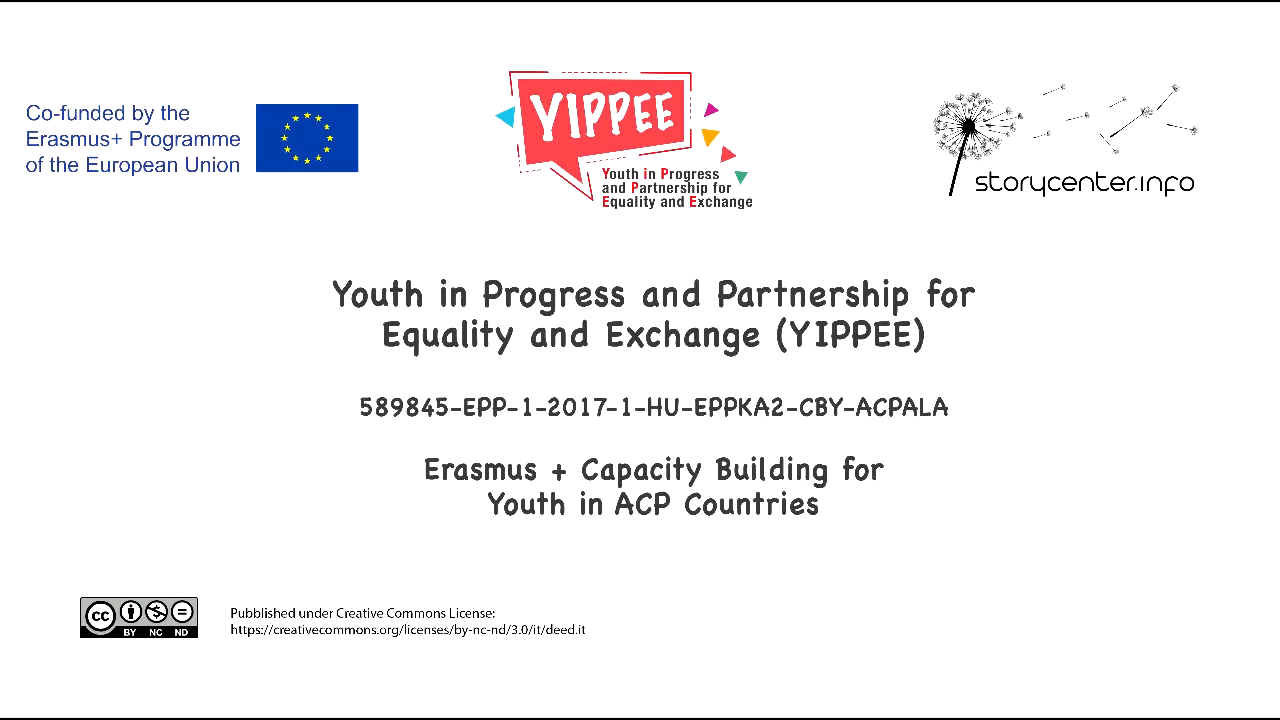 Co-funded by the
Erasmus+ Programme
of the European Union
YIPPEE
Youth in Progress
and Partnership for
Equality and Exchange
storycenter.info
Youth in Progress and Partnership for
Equality and Exchange (YIPPEE)
589845-EPP-1-2017-1-HU-EPPKA2-CBY-ACPALA
Erasmus + Capacity Building for
Youth in ACP Countries
cc
BY NC ND
Pubblished under Creative Commons License:
https://creativecommons.org/licenses/by-nc-nd/3.0/it/deed.it